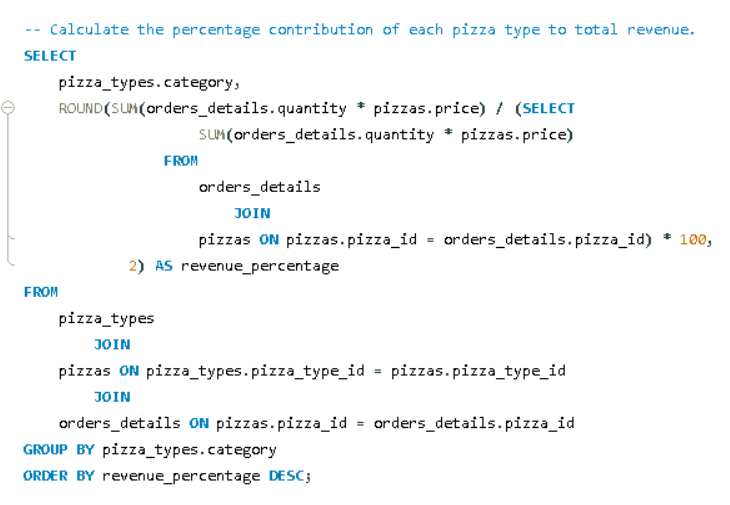 -- Calculate the percentage contribution of each pizza type to total revenue.
SELECT
pizza_types.category,
ROUND(SUM(orders_details.quantity * pizzas.price) / (SELECT
SUM(orders_details.quantity * pizzas.price)
FROM
orders_details
JOIN
pizzas ON pizzas.pizza_id = orders_details.pizza_id) * 100,
2) AS revenue_percentage
FROM
pizza_types
JOIN
pizzas ON pizza_types.pizza_type_id = pizzas.pizza_type_id
JOIN
orders_details ON pizzas.pizza_id = orders_details.pizza_id
GROUP BY pizza_types.category
ORDER BY revenue_percentage DESC;